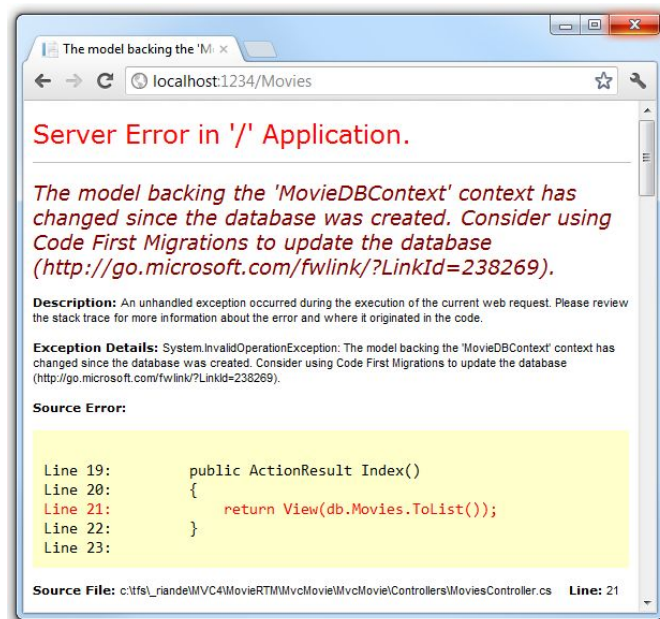 The model backing the 'M
localhost:1234/Movies
Server Error in '/' Application.
The model backing the 'MovieDBContext' context has
changed since the database was created. Consider using
Code First Migrations to update the database
(http://go.microsoft.com/fwlink/?LinkId=238269).
Description: An unhandled exception occurred during the execution of the current web request. Please review
the stack trace for more information about the error and where it originated in the code.
Exception Details: System.InvalidOperationException: The model backing the 'MovieDBContext' context has
changed since the database was created. Consider using Code First Migrations to update the database
(http://go.microsoft.com/fwlink/?LinkId=238269).
Source Error:
Line 19: public ActionResult Index()
Line 20: {
Line 21: return View(db.Movies.ToList());
Line 22: }
Line 23:
Source File: c:\tfs\_riande\MVC4\MovieRTM\MvcMovie\MvcMovie\Controllers\MoviesController.cs Line: 21